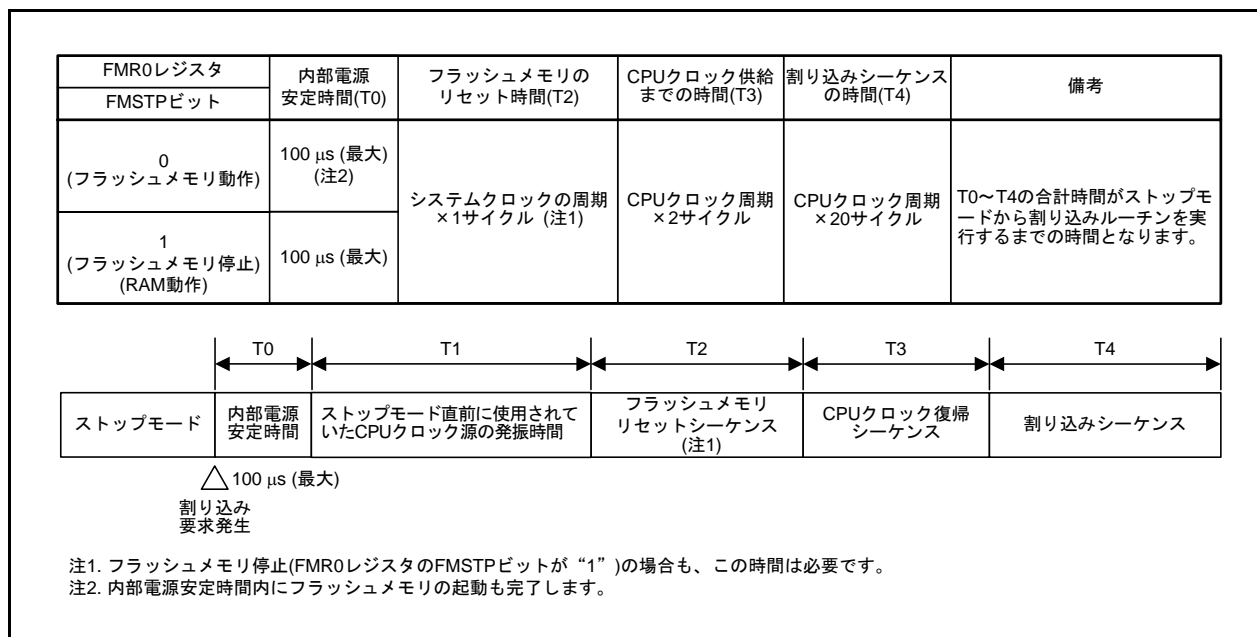 FMR0レジスタ
FMSTPビット
内部電源
安定時間(T0)
フラッシュメモリの
リセット時間(T2)
CPUクロック供給
までの時間(T3)
割り込みシーケンス
の時間(T4)
備考
0
(フラッシュメモリ動作)
100 μs (最大)
(注2)
システムクロックの周期
×1サイクル (注1)
CPUクロック周期
×2サイクル
CPUクロック周期
×20サイクル
T0～T4の合計時間がストップモ
ードから割り込みルーチンを実
行するまでの時間となります。
1
(フラッシュメモリ停止)
(RAM動作)
100 μs (最大)
T0
T1
T2
T3
T4
ストップモード
内部電源
安定時間
ストップモード直前に使用されて
いたCPUクロック源の発振時間
フラッシュメモリ
リセットシーケンス
(注1)
CPUクロック復帰
シーケンス
割り込みシーケンス
100 μs (最大)
割り込み
要求発生
注1. フラッシュメモリ停止(FMR0レジスタのFMSTPビットが“1”)の場合も、この時間は必要です。
注2. 内部電源安定時間内にフラッシュメモリの起動も完了します。